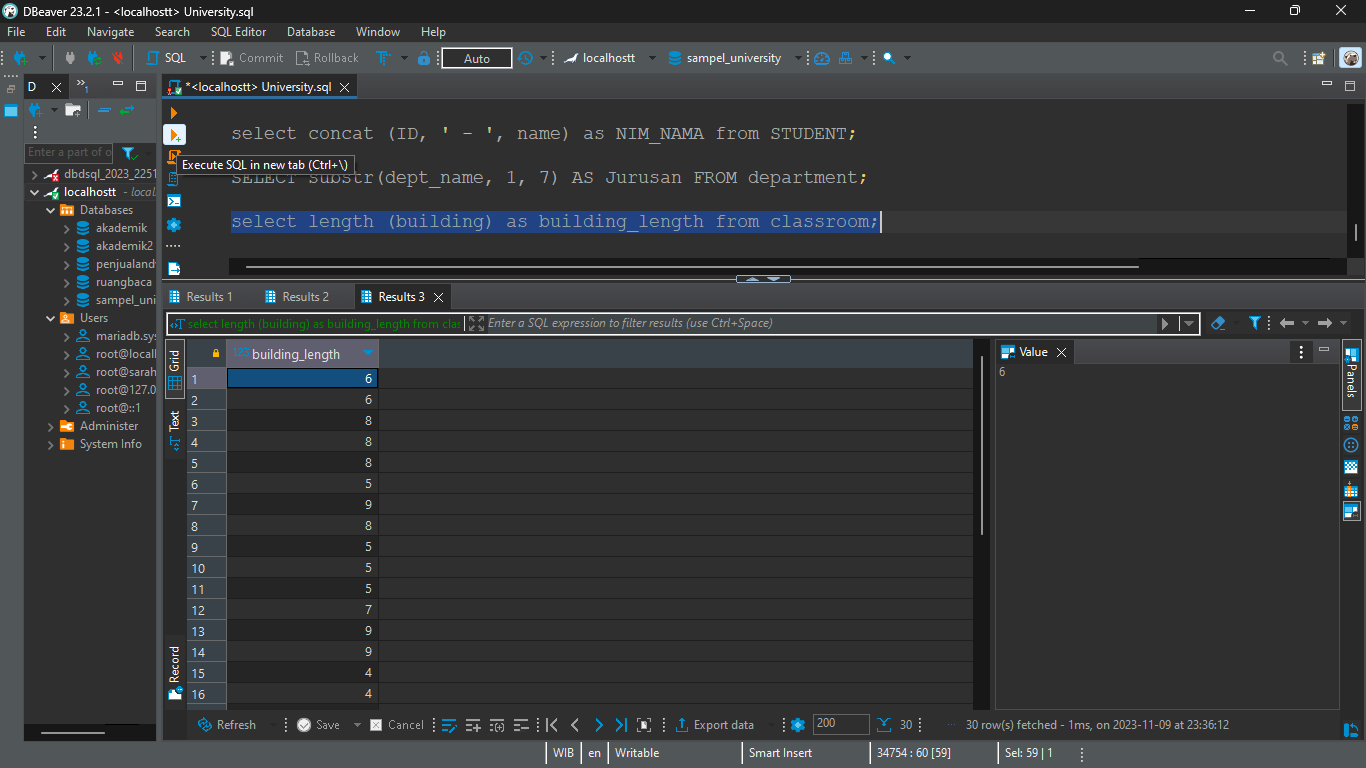 DBeaver 23.2.1 - <localhostt> University.sql
File Edit Navigate Search SQL Editor Database Window Help
SQL Commit Rollback Auto localhostt sampel_university
D 1
*<localhostt> University.sql
select concat (ID, ' - ', name) as NIM_NAMA from STUDENT;
Execute SQL in new tab (Ctrl+\)
SELECT substr(dept_name, 1, 7) AS Jurusan FROM department;
select length (building) as building_length from classroom;
Enter a part of o
dbdsql_2023_2251
localhostt - local
Databases
akademik
akademik2
penjualand
ruangbaca
sampel_uni
Users
mariadb.sy
root@locall
root@sarah
root@127.0
root@::1
Administer
System Info
Results 1 Results 2 Results 3
select length (building) as building_length from clas Enter a SQL expression to filter results (use Ctrl+Space)
Grid
Text
Record
123 building_length
1 6
2 6
3 8
4 8
5 8
6 5
7 9
8 8
9 5
10 5
11 5
12 7
13 9
14 9
15 4
16 4
Value
6
Panels
Refresh Save Cancel Export data 200 30 30 row(s) fetched - 1ms, on 2023-11-09 at 23:36:12
WIB en Writable Smart Insert 34754 : 60 [59] Sel: 59 | 1